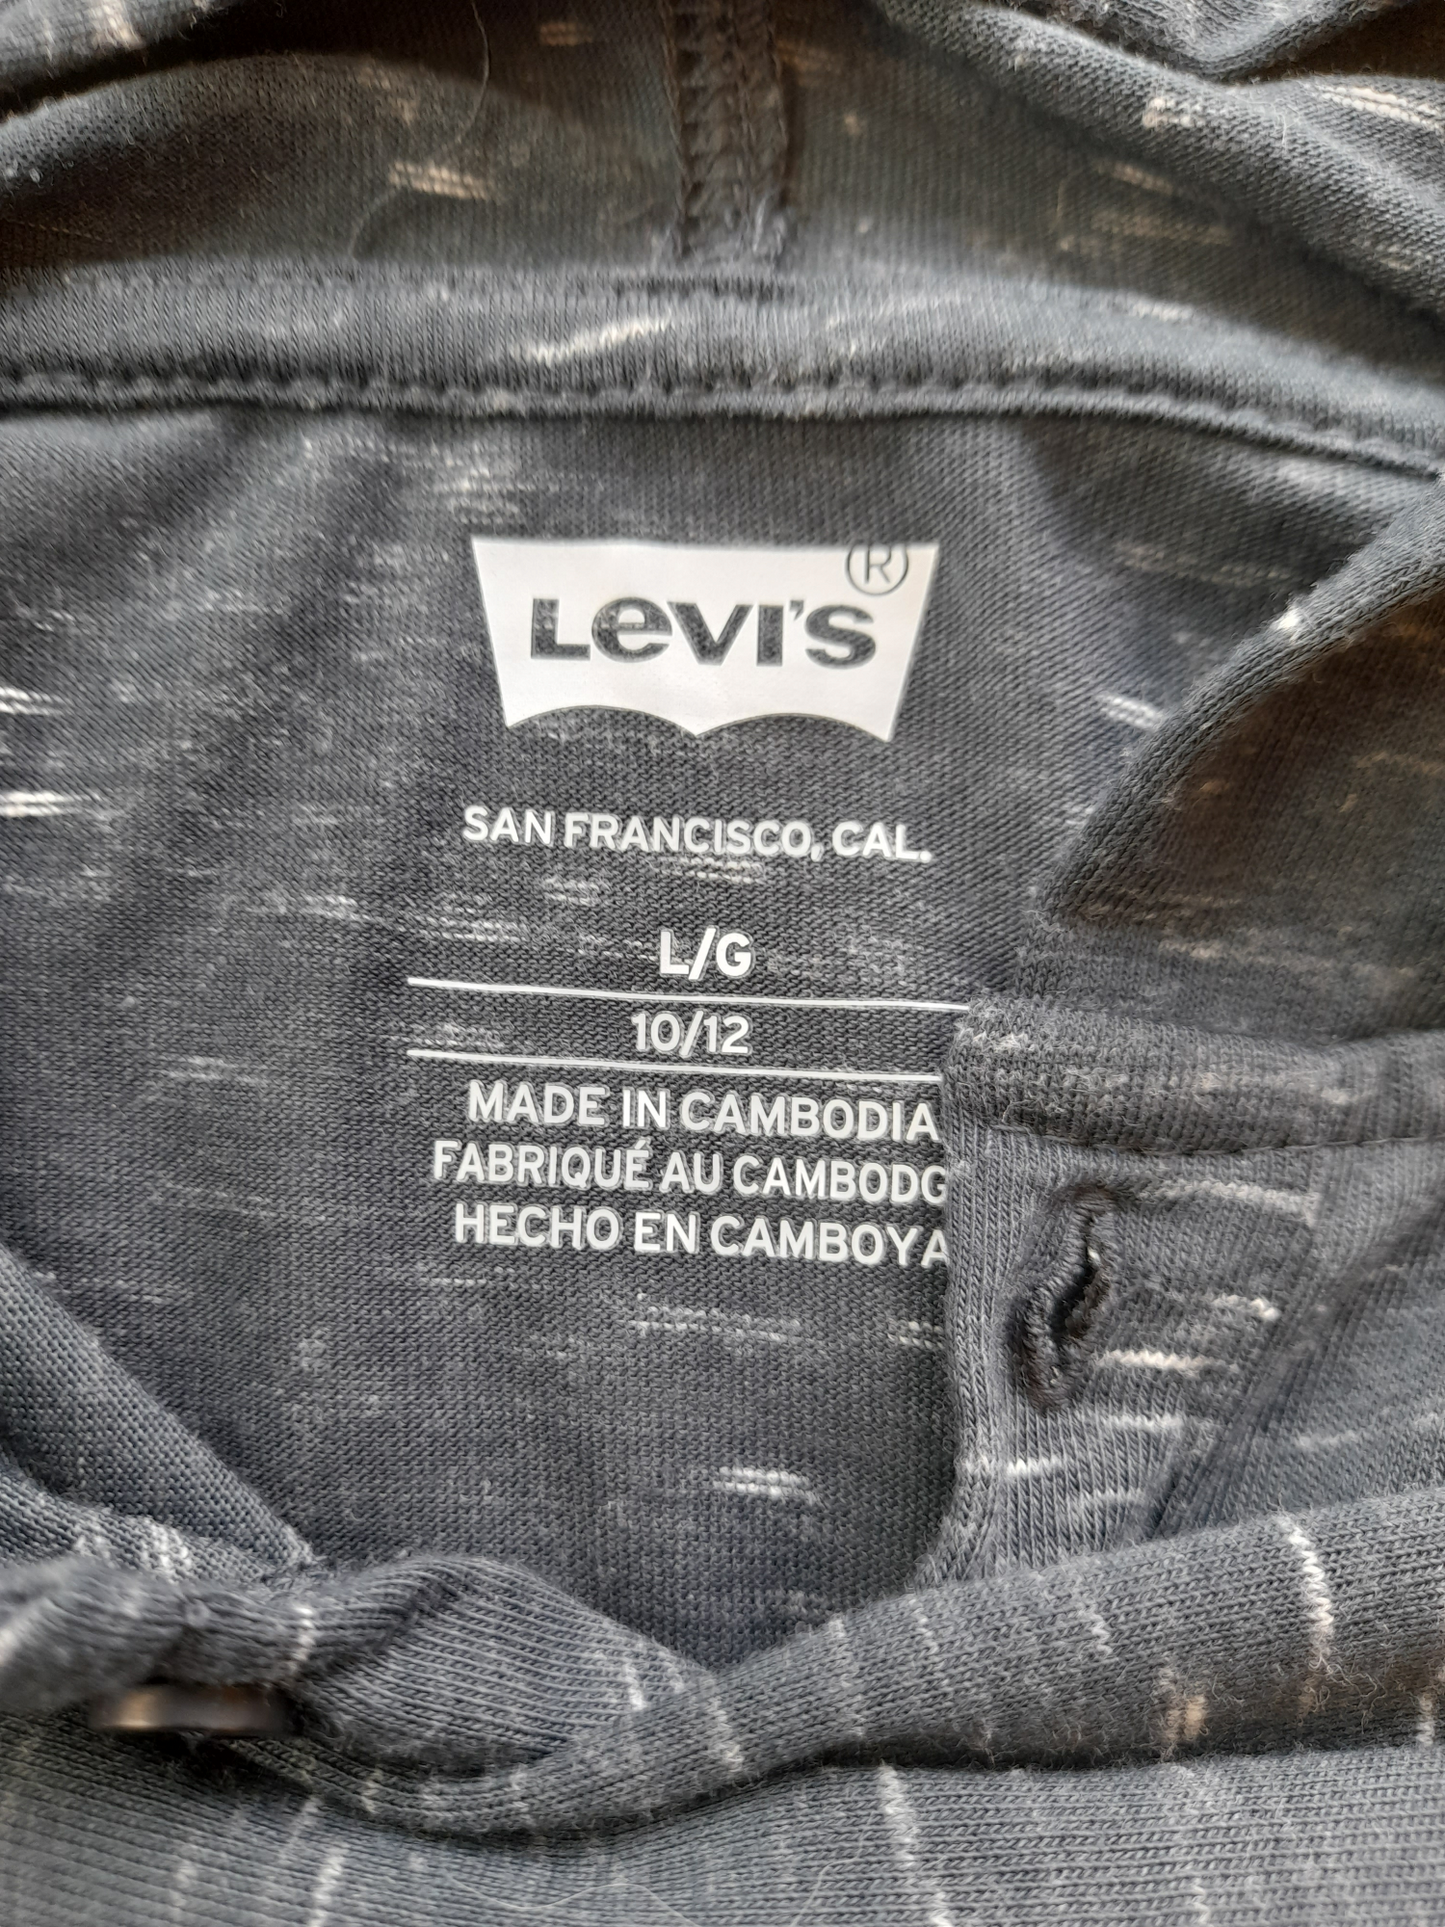 LEVI'S ®
SAN FRANCISCO, CAL.
L/G
10/12
MADE IN CAMBODIA
FABRIQUÉ AU CAMBODG
HECHO EN CAMBOYA